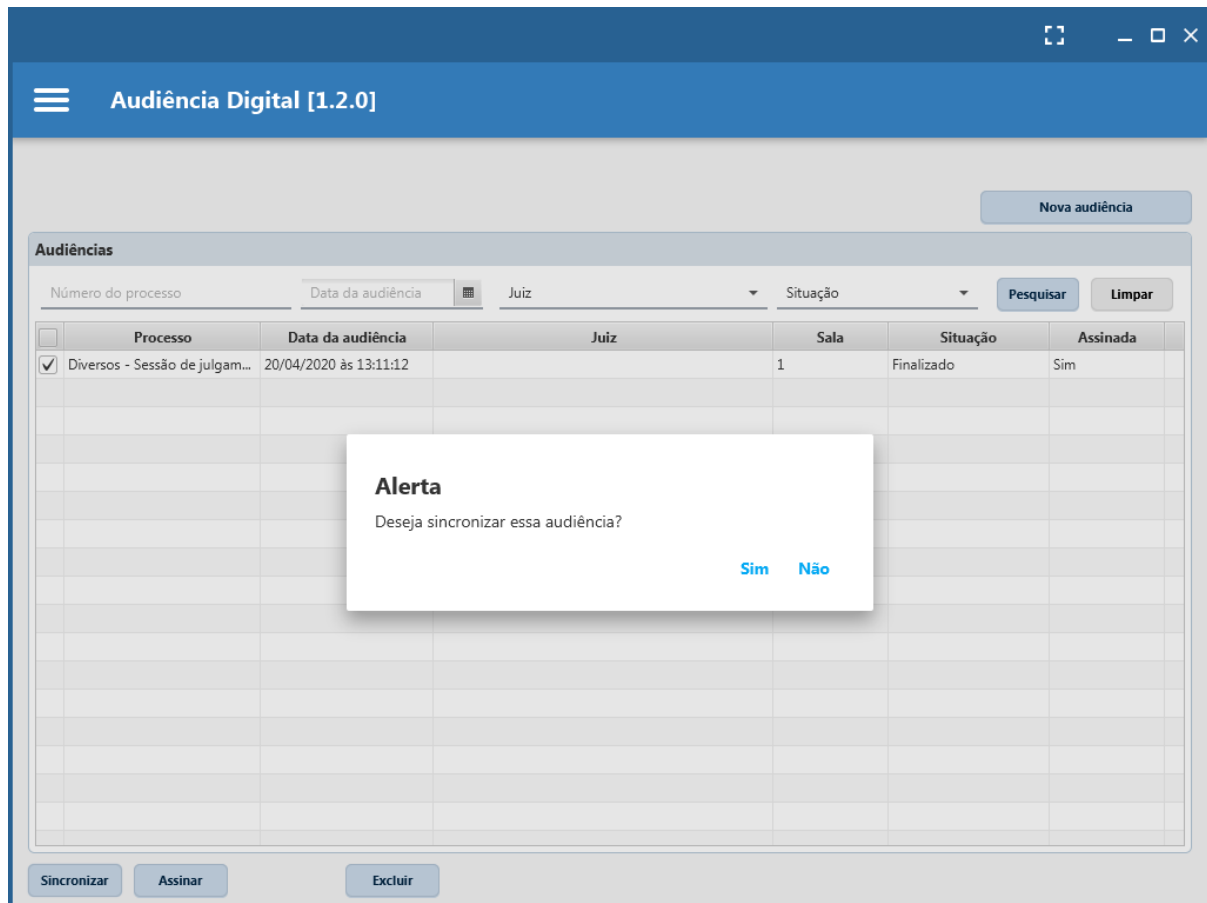 Audiência Digital [1.2.0]
Nova audiência
Audiências
Número do processo Data da audiência Juiz Situação Pesquisar Limpar
Processo Data da audiência Juiz Sala Situação Assinada
Diversos - Sessão de julgam... 20/04/2020 às 13:11:12 1 Finalizado Sim
Alerta
Deseja sincronizar essa audiência?
Sim Não
Sincronizar Assinar Excluir